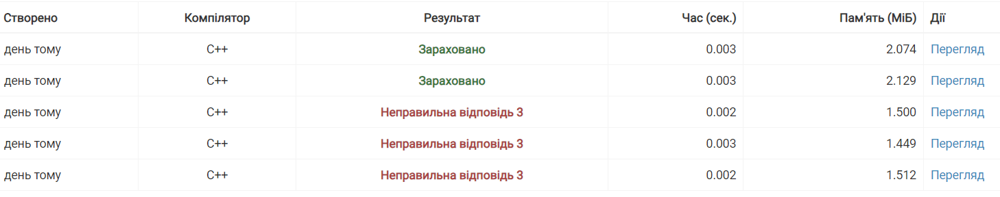 Створено Компілятор Результат Час (сек.) Пам'ять (МіБ) Дії
день тому C++ Зараховано 0.003 2.074 Перегляд
день тому C++ Зараховано 0.003 2.129 Перегляд
день тому C++ Неправильна відповідь 3 0.002 1.500 Перегляд
день тому C++ Неправильна відповідь 3 0.003 1.449 Перегляд
день тому C++ Неправильна відповідь 3 0.002 1.512 Перегляд